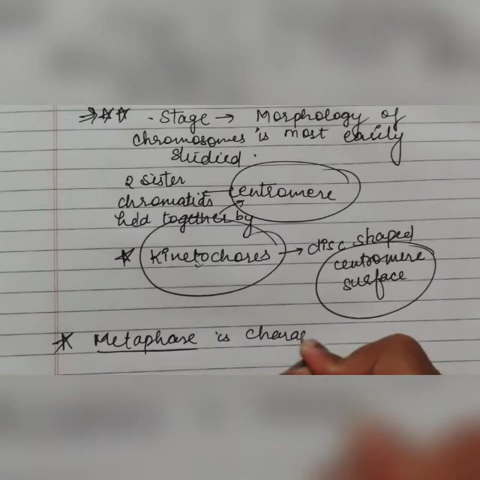 ⇒☆☆ - Stage → Morphology of
chromosomes is most easily
studied.
2 sister
chromatids centromere
held together by
* Kinetochores → disc shaped
centromere
surface
* Metaphase is charac